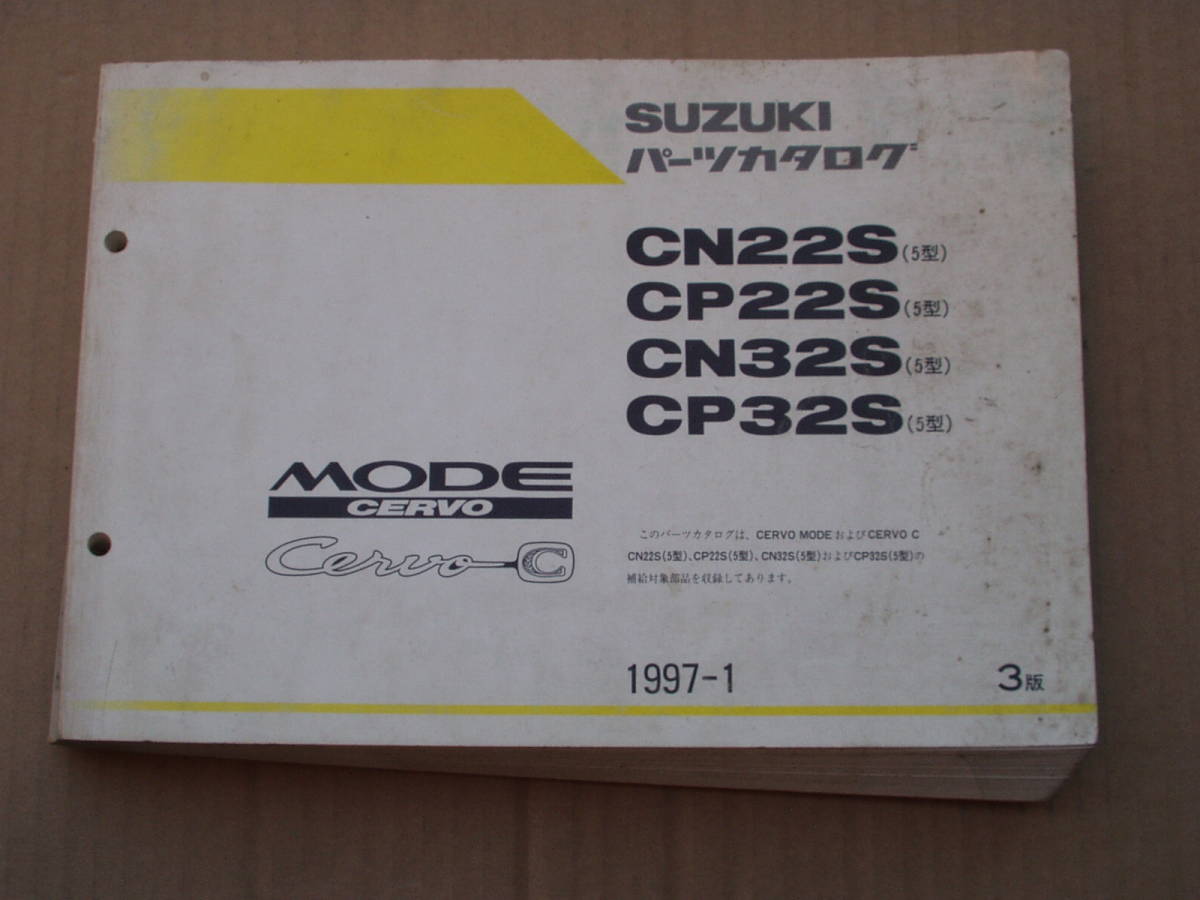 SUZUKI
パーツカタログ
CN22S(5型)
CP22S(5型)
CN32S(5型)
CP32S(5型)
MODE
CERVO
Cervo C
このパーツカタログは、CERVO MODEおよびCERVO C
CN22S(5型)、CP22S(5型)、CN32S(5型)およびCP32S(5型)の
補給対象部品を収録してあります。
1997-1
3版